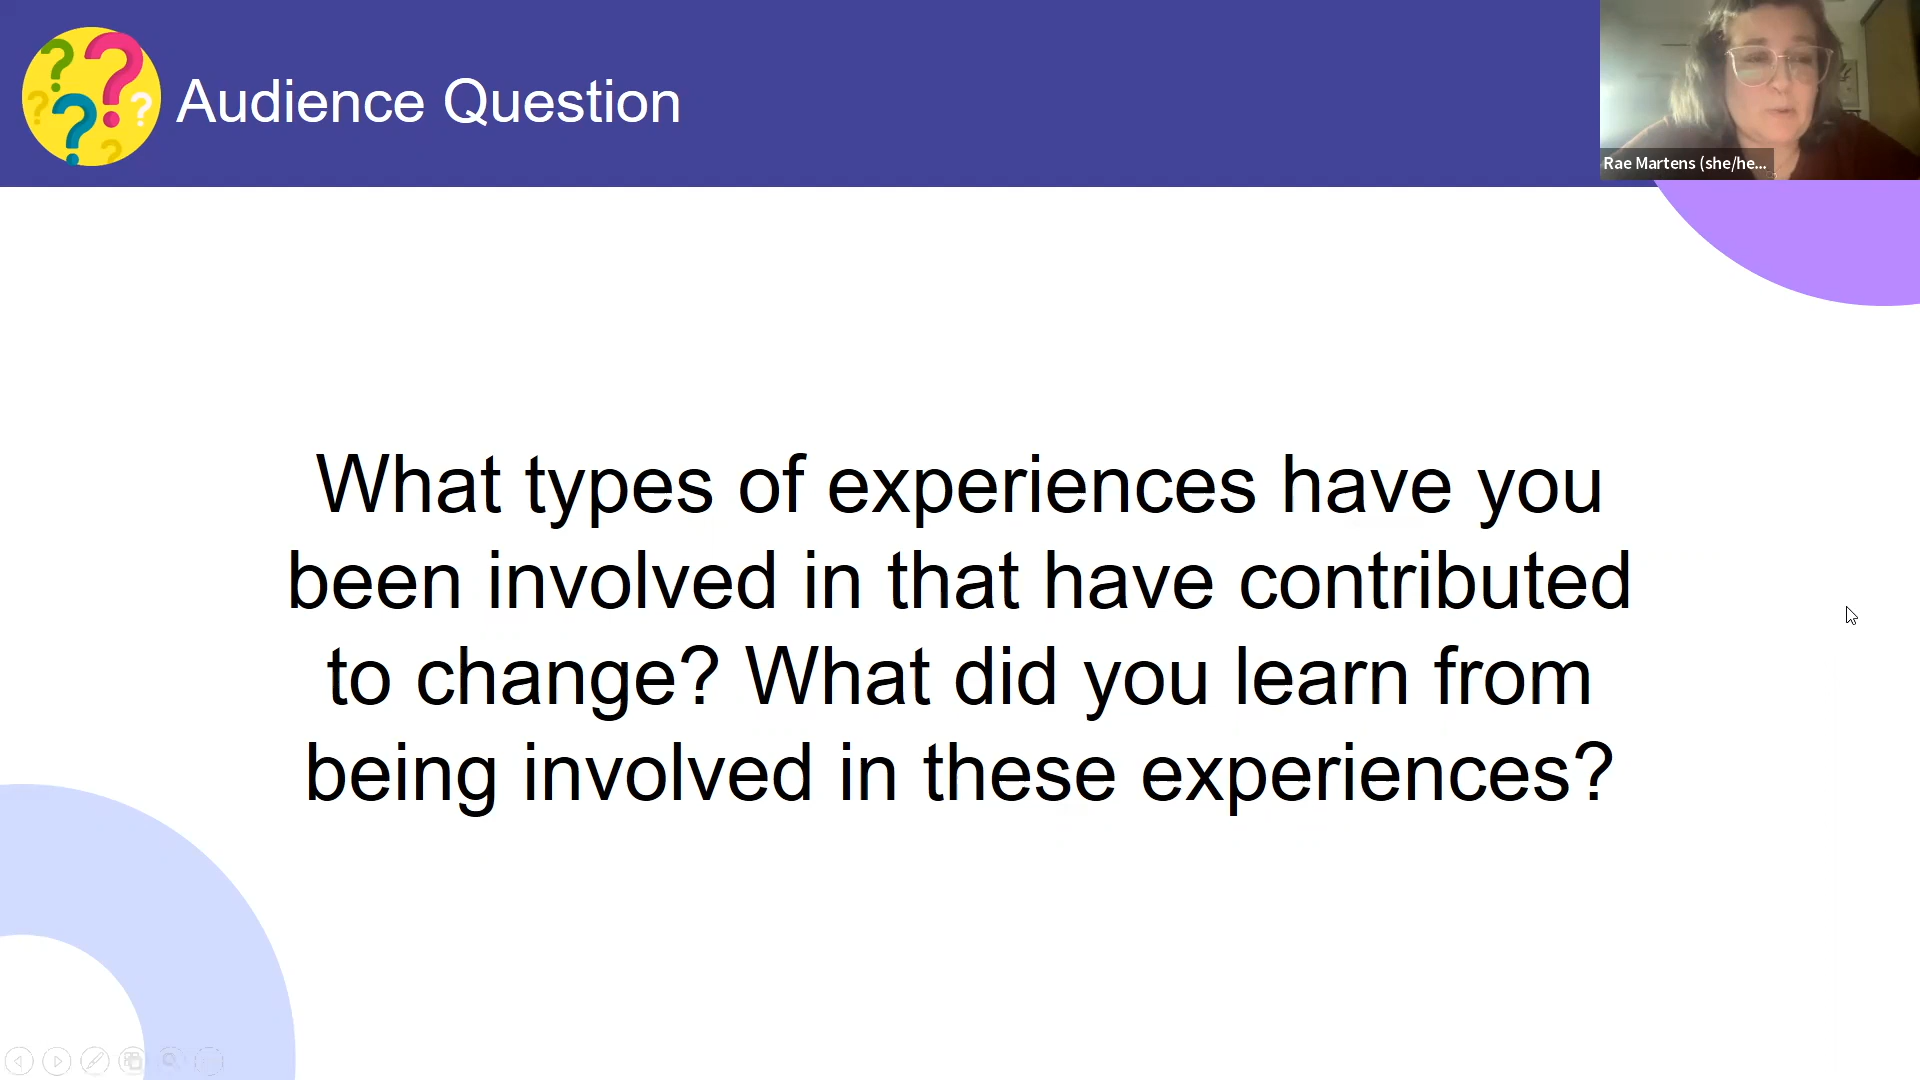 Audience Question
Rae Martens (she/he...
What types of experiences have you
been involved in that have contributed
to change? What did you learn from
being involved in these experiences?